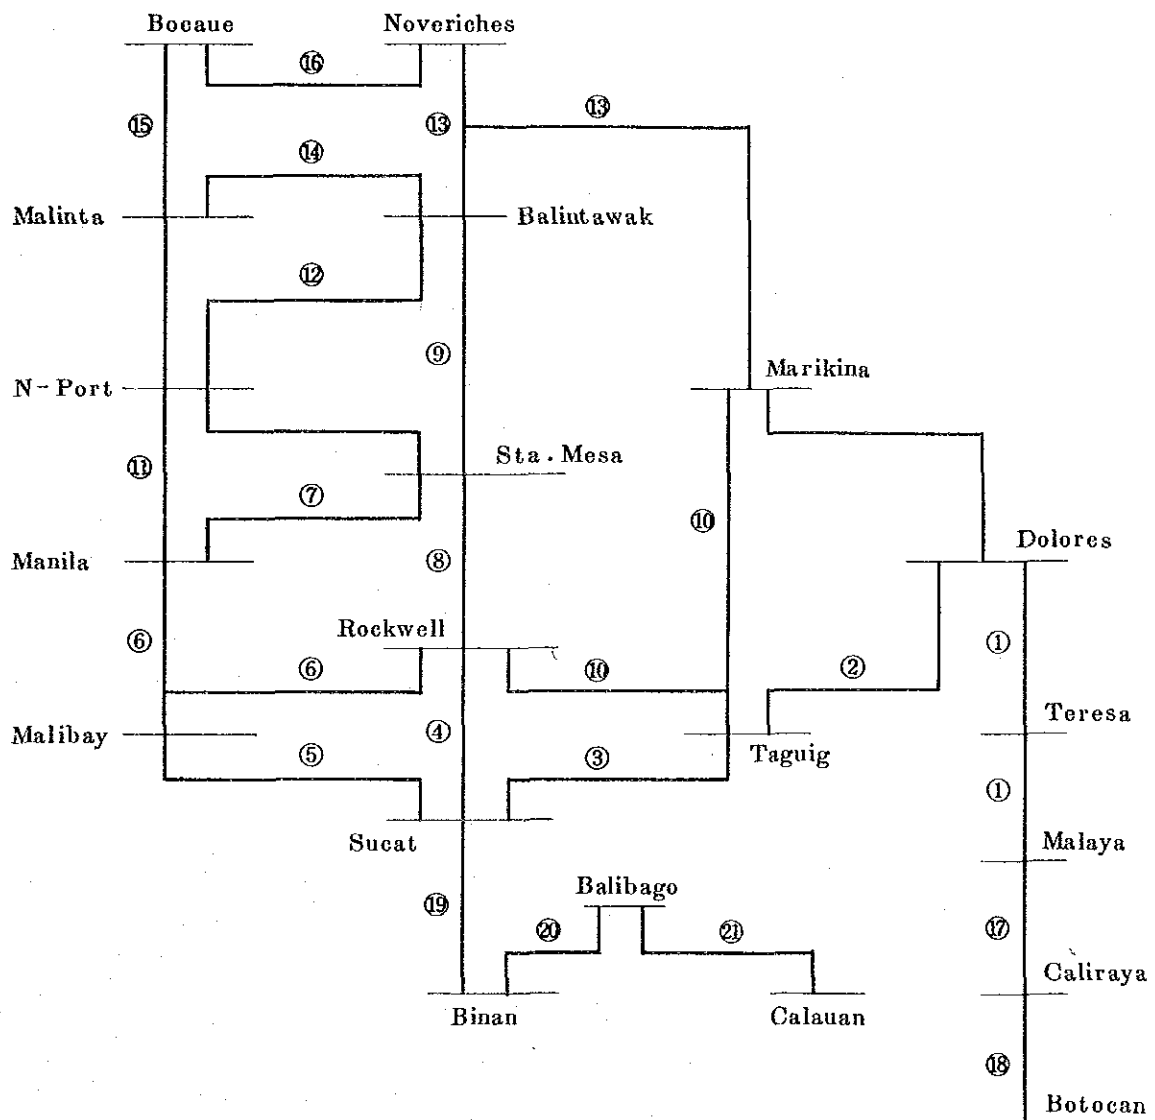 Bocaue Noveriches
⑯
⑮ ⑬ ⑬
⑭
Malinta Balintawak
⑫
⑨
N-Port Marikina
Sta. Mesa
⑪
⑦ ⑩
Manila ⑧ Dolores
Rockwell
⑥ ⑥ ⑩ ② ①
Malibay ④ Taguig Teresa
⑤ ③ ①
Sucat Malaya
Balibago
⑲ ⑳ ㉑ ⑰
Caliraya
Binan Calauan
⑱
Botocan